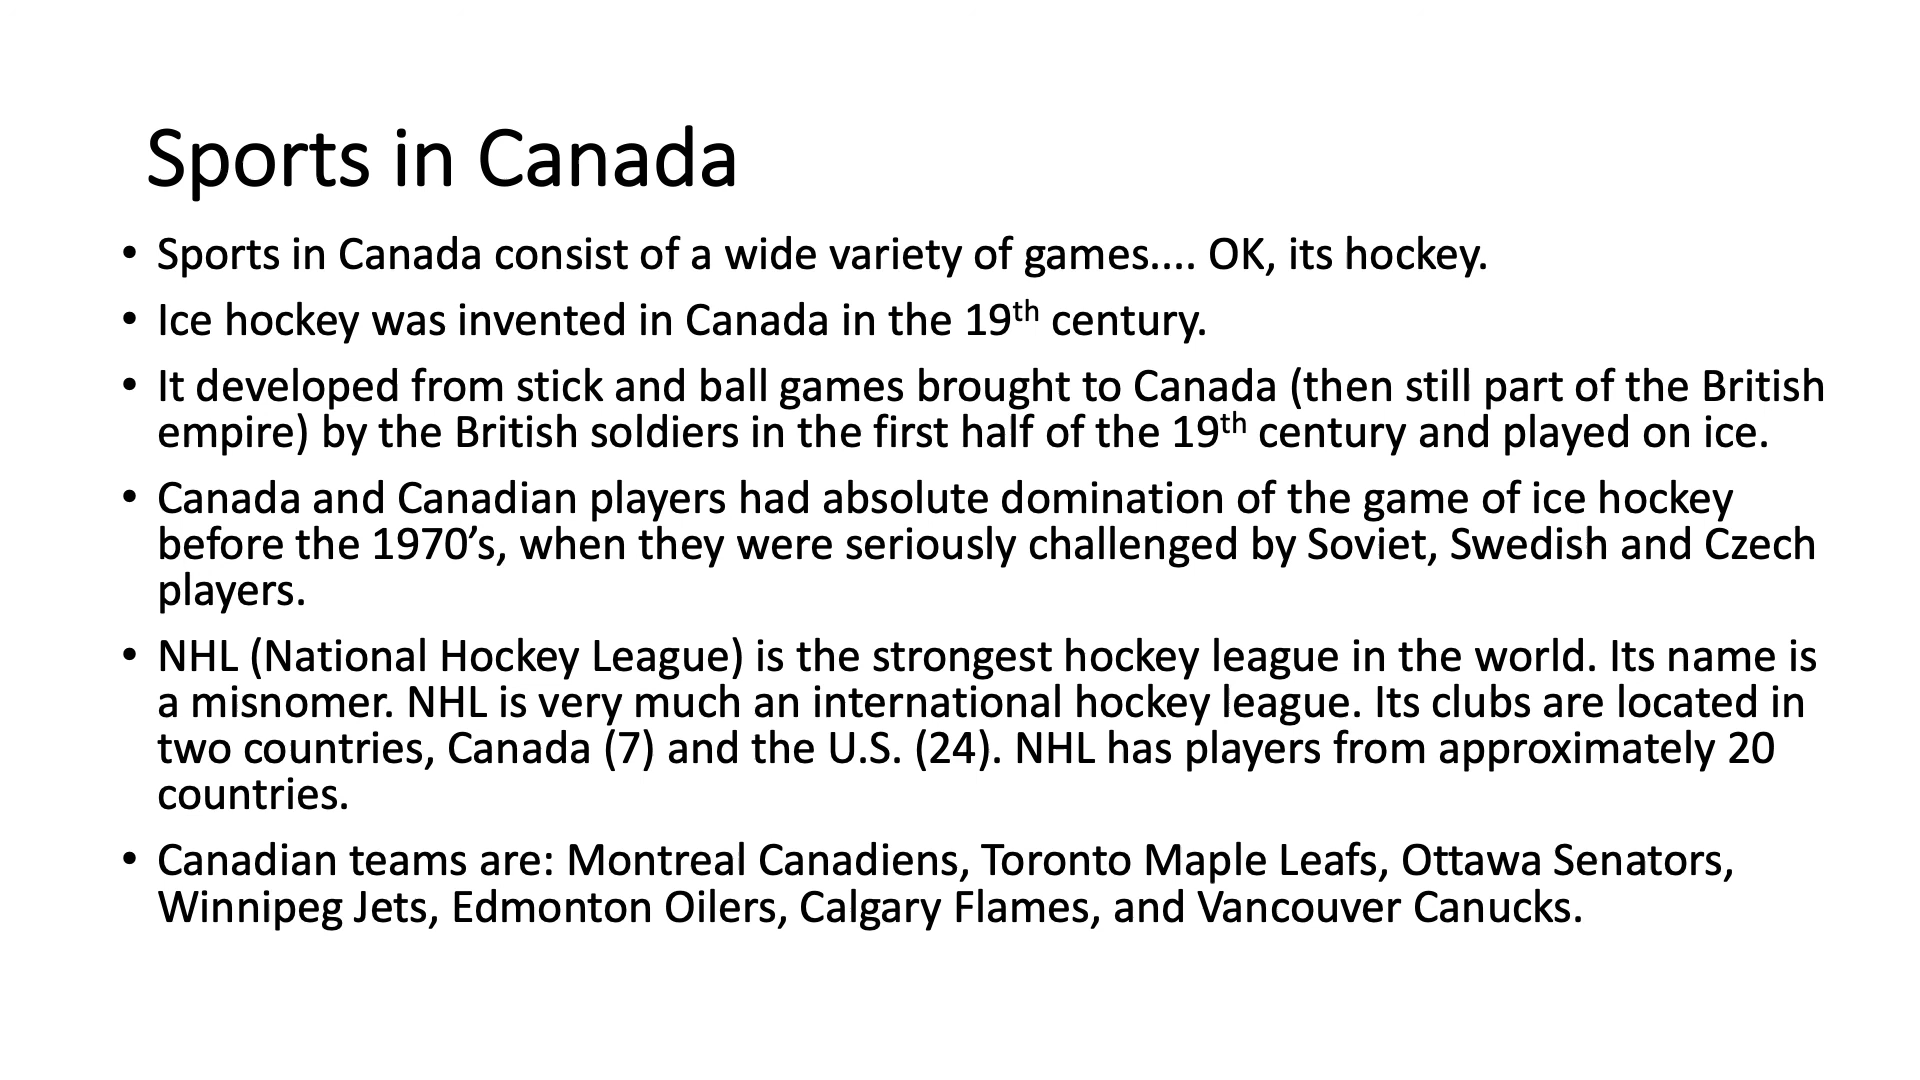 Sports in Canada
• Sports in Canada consist of a wide variety of games.... OK, its hockey.
• Ice hockey was invented in Canada in the 19th century.
• It developed from stick and ball games brought to Canada (then still part of the British
empire) by the British soldiers in the first half of the 19th century and played on ice.
• Canada and Canadian players had absolute domination of the game of ice hockey
before the 1970’s, when they were seriously challenged by Soviet, Swedish and Czech
players.
• NHL (National Hockey League) is the strongest hockey league in the world. Its name is
a misnomer. NHL is very much an international hockey league. Its clubs are located in
two countries, Canada (7) and the U.S. (24). NHL has players from approximately 20
countries.
• Canadian teams are: Montreal Canadiens, Toronto Maple Leafs, Ottawa Senators,
Winnipeg Jets, Edmonton Oilers, Calgary Flames, and Vancouver Canucks.